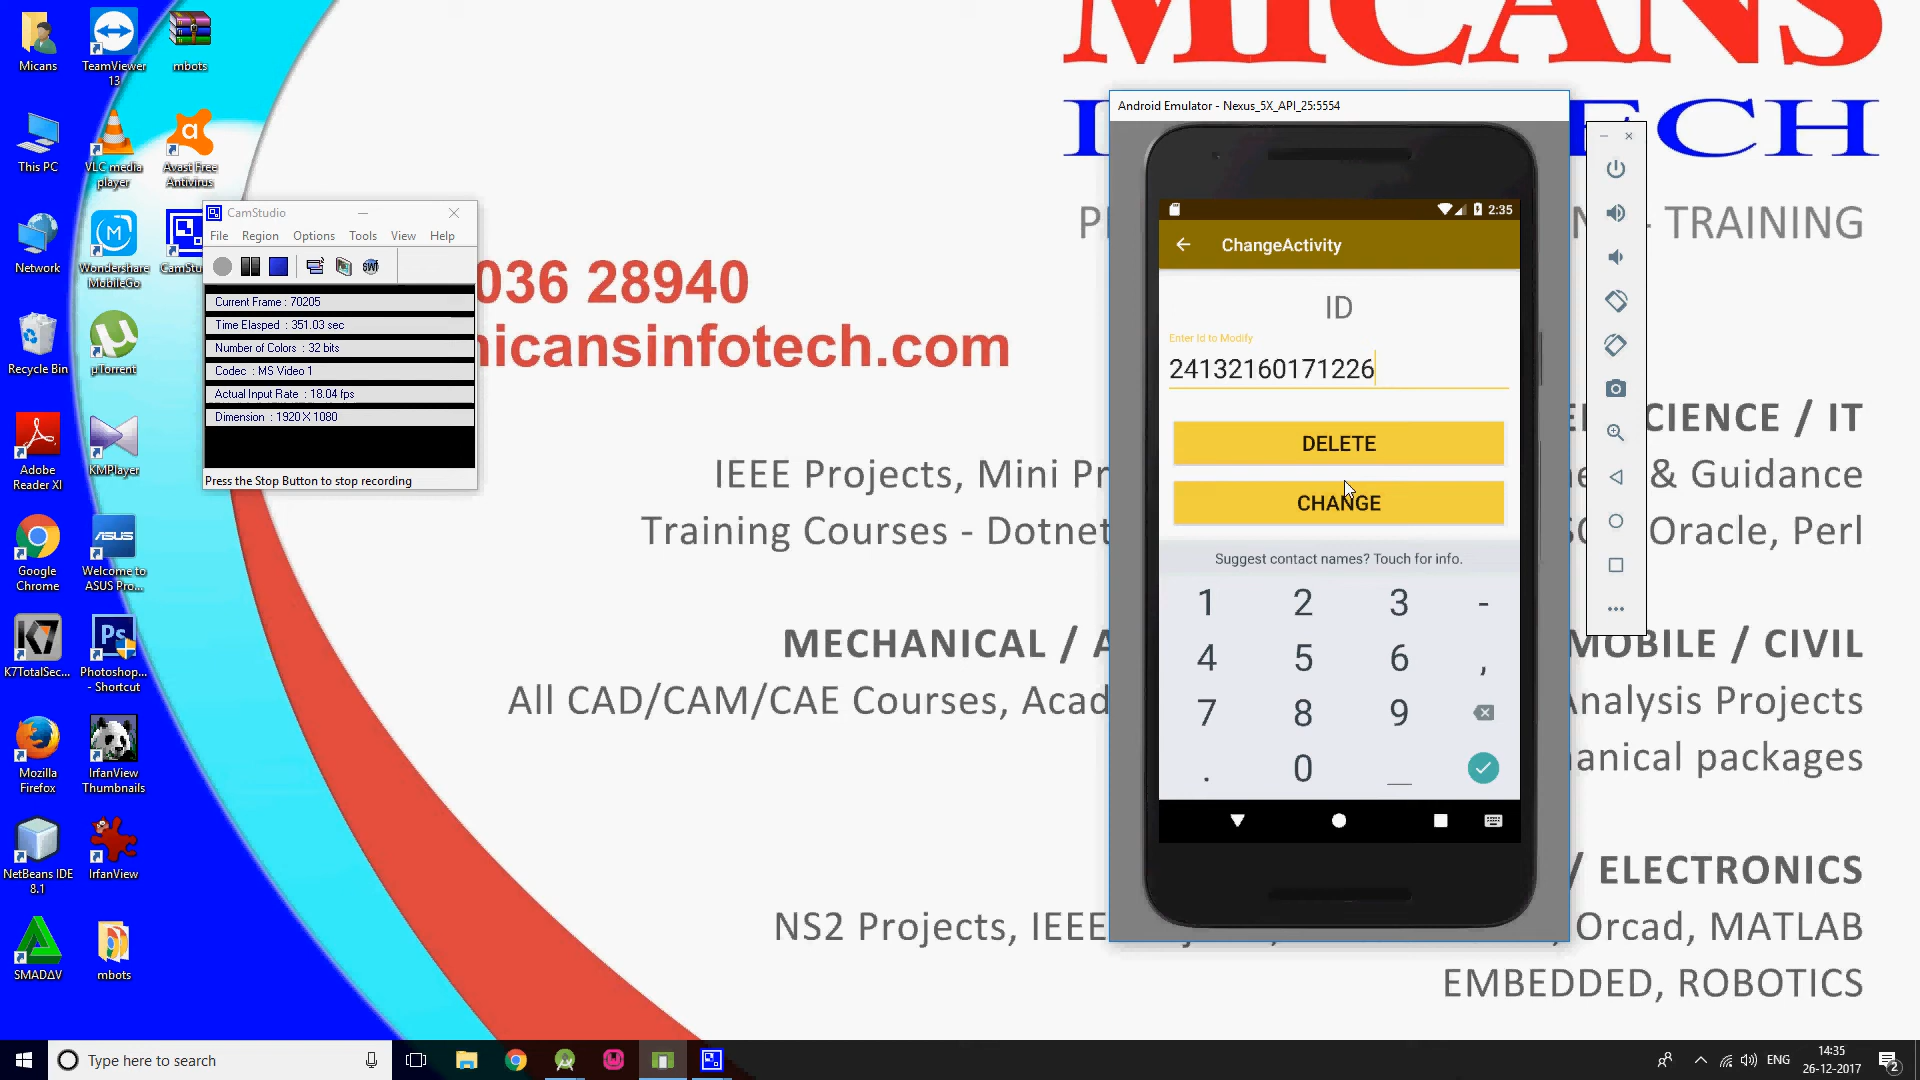 Micans
TeamViewer
13
mbots
This PC
VLC media
player
Avast Free
Antivirus
Network
Wondershare
MobileGo
CamStu
Recycle Bin
µTorrent
Adobe
Reader XI
KMPlayer
Google
Chrome
ASUS
Welcome to
ASUS Pro...
K7TotalSec...
Photoshop...
- Shortcut
Mozilla
Firefox
IrfanView
Thumbnails
NetBeans IDE
8.1
IrfanView
SMADΔV
mbots
CamStudio
File Region Options Tools View Help
Current Frame : 70205
Time Elasped : 351.03 sec
Number of Colors : 32 bits
Codec : MS Video 1
Actual Input Rate : 18.04 fps
Dimension : 1920 X 1080
Press the Stop Button to stop recording
MICANS
CH
TRAINING
036 28940
nicansinfotech.com
CIENCE / IT
IEEE Projects, Mini Pr
& Guidance
Training Courses - Dotnet
Oracle, Perl
MECHANICAL / A
MOBILE / CIVIL
All CAD/CAM/CAE Courses, Acad
Analysis Projects
anical packages
/ ELECTRONICS
NS2 Projects, IEEE
Orcad, MATLAB
EMBEDDED, ROBOTICS
Android Emulator - Nexus_5X_API_25:5554
2:35
ChangeActivity
ID
Enter Id to Modify
24132160171226
DELETE
CHANGE
Suggest contact names? Touch for info.
1 2 3 -
4 5 6 ,
7 8 9
. 0 _
Type here to search
ENG
14:35
26-12-2017
2